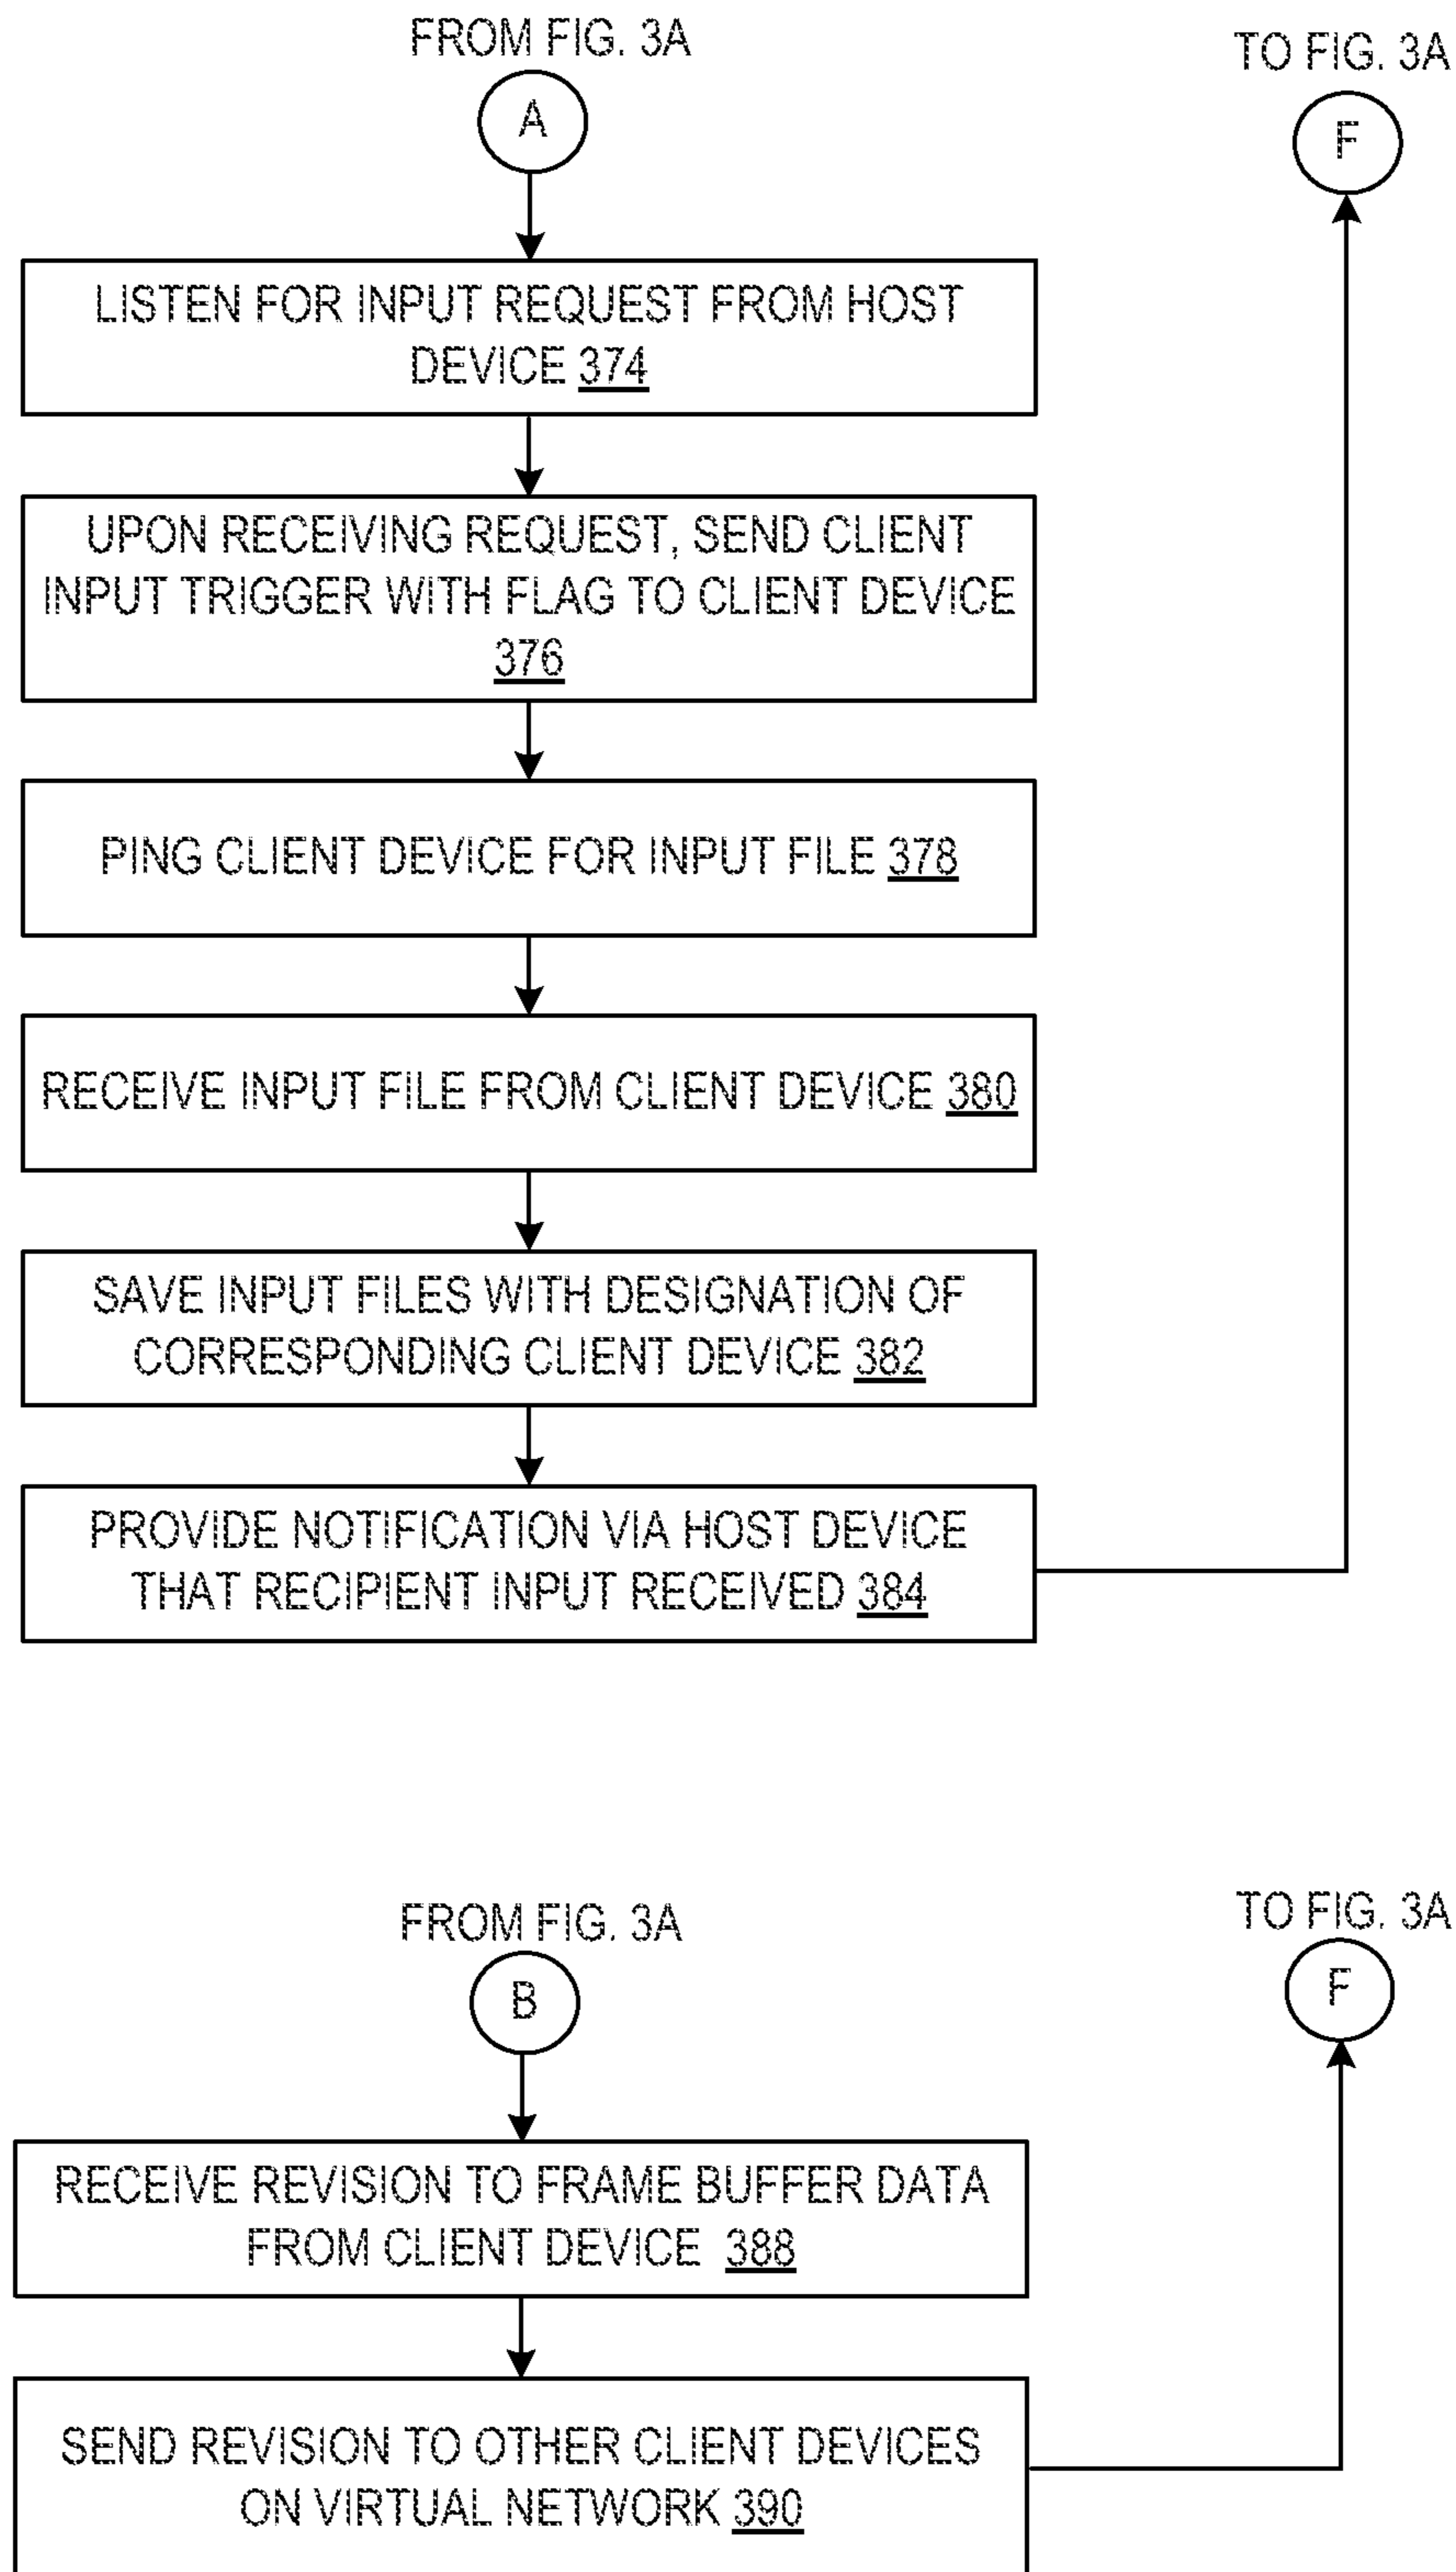 FROM FIG. 3A
TO FIG. 3A
A
F
LISTEN FOR INPUT REQUEST FROM HOST
DEVICE 374
UPON RECEIVING REQUEST, SEND CLIENT
INPUT TRIGGER WITH FLAG TO CLIENT DEVICE
376
PING CLIENT DEVICE FOR INPUT FILE 378
RECEIVE INPUT FILE FROM CLIENT DEVICE 380
SAVE INPUT FILES WITH DESIGNATION OF
CORRESPONDING CLIENT DEVICE 382
PROVIDE NOTIFICATION VIA HOST DEVICE
THAT RECIPIENT INPUT RECEIVED 384
FROM FIG. 3A
TO FIG. 3A
B
F
RECEIVE REVISION TO FRAME BUFFER DATA
FROM CLIENT DEVICE 388
SEND REVISION TO OTHER CLIENT DEVICES
ON VIRTUAL NETWORK 390